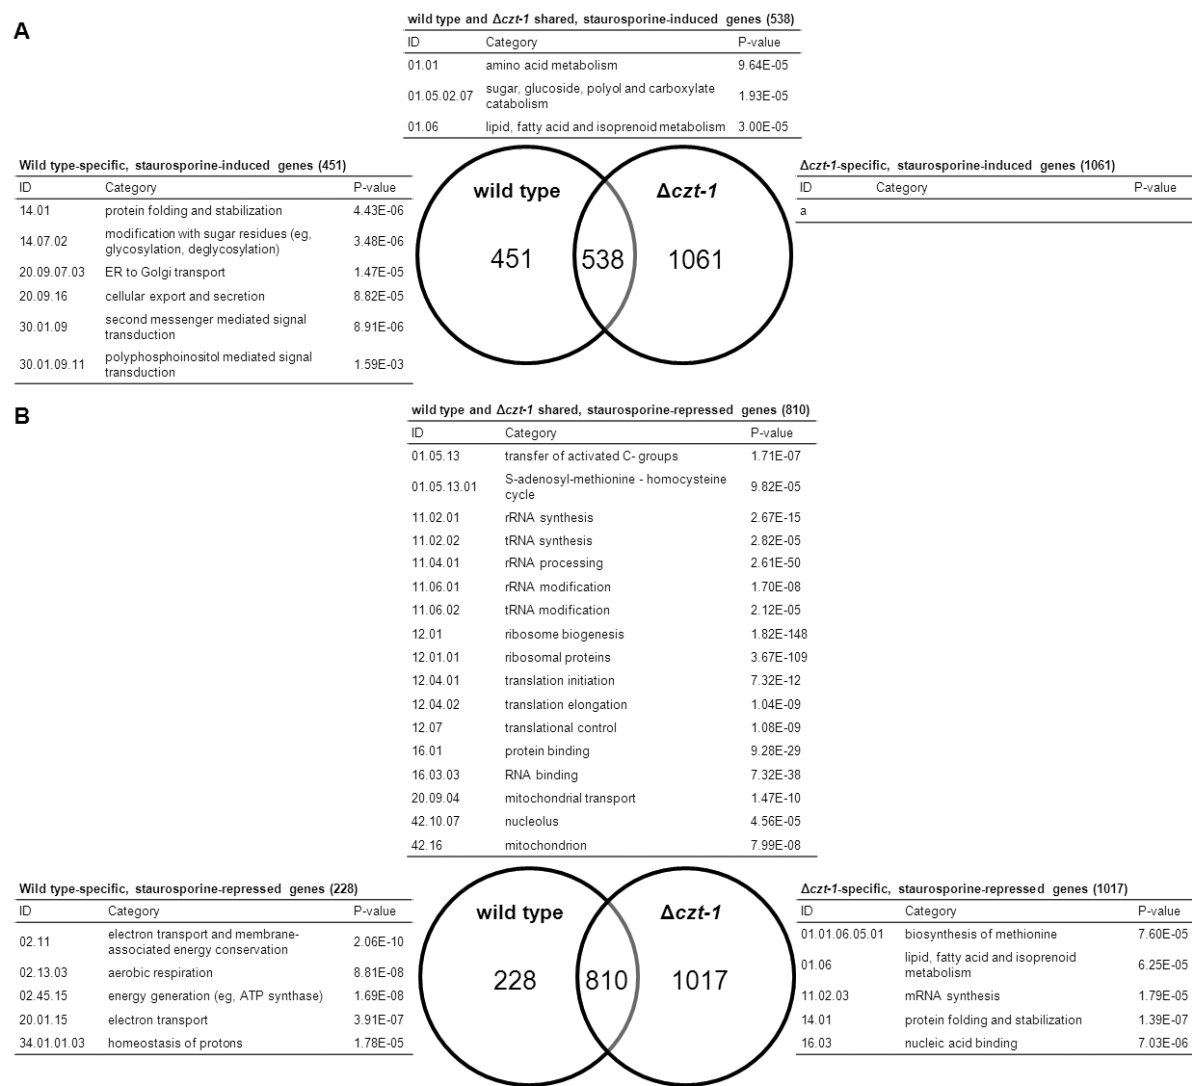 A
wild type and Δczt-1 shared, staurosporine-induced genes (538)
ID Category P-value
01.01 amino acid metabolism 9.64E-05
01.05.02.07 sugar, glucoside, polyol and carboxylate
catabolism 1.93E-05
01.06 lipid, fatty acid and isoprenoid metabolism 3.00E-05
Wild type-specific, staurosporine-induced genes (451)
ID Category P-value
14.01 protein folding and stabilization 4.43E-06
14.07.02 modification with sugar residues (eg,
glycosylation, deglycosylation) 3.48E-06
20.09.07.03 ER to Golgi transport 1.47E-05
20.09.16 cellular export and secretion 8.82E-05
30.01.09 second messenger mediated signal
transduction 8.91E-06
30.01.09.11 polyphosphoinositol mediated signal
transduction 1.59E-03
wild type Δczt-1
451 538 1061
Δczt-1-specific, staurosporine-induced genes (1061)
ID Category P-value
a
B
wild type and Δczt-1 shared, staurosporine-repressed genes (810)
ID Category P-value
01.05.13 transfer of activated C- groups 1.71E-07
01.05.13.01 S-adenosyl-methionine - homocysteine
cycle 9.82E-05
11.02.01 rRNA synthesis 2.67E-15
11.02.02 tRNA synthesis 2.82E-05
11.04.01 rRNA processing 2.61E-50
11.06.01 rRNA modification 1.70E-08
11.06.02 tRNA modification 2.12E-05
12.01 ribosome biogenesis 1.82E-148
12.01.01 ribosomal proteins 3.67E-109
12.04.01 translation initiation 7.32E-12
12.04.02 translation elongation 1.04E-09
12.07 translational control 1.08E-09
16.01 protein binding 9.28E-29
16.03.03 RNA binding 7.32E-38
20.09.04 mitochondrial transport 1.47E-10
42.10.07 nucleolus 4.56E-05
42.16 mitochondrion 7.99E-08
Wild type-specific, staurosporine-repressed genes (228)
ID Category P-value
02.11 electron transport and membrane-
associated energy conservation 2.06E-10
02.13.03 aerobic respiration 8.81E-08
02.45.15 energy generation (eg, ATP synthase) 1.69E-08
20.01.15 electron transport 3.91E-07
34.01.01.03 homeostasis of protons 1.78E-05
wild type Δczt-1
228 810 1017
Δczt-1-specific, staurosporine-repressed genes (1017)
ID Category P-value
01.01.06.05.01 biosynthesis of methionine 7.60E-05
01.06 lipid, fatty acid and isoprenoid
metabolism 6.25E-05
11.02.03 mRNA synthesis 1.79E-05
14.01 protein folding and stabilization 1.39E-07
16.03 nucleic acid binding 7.03E-06